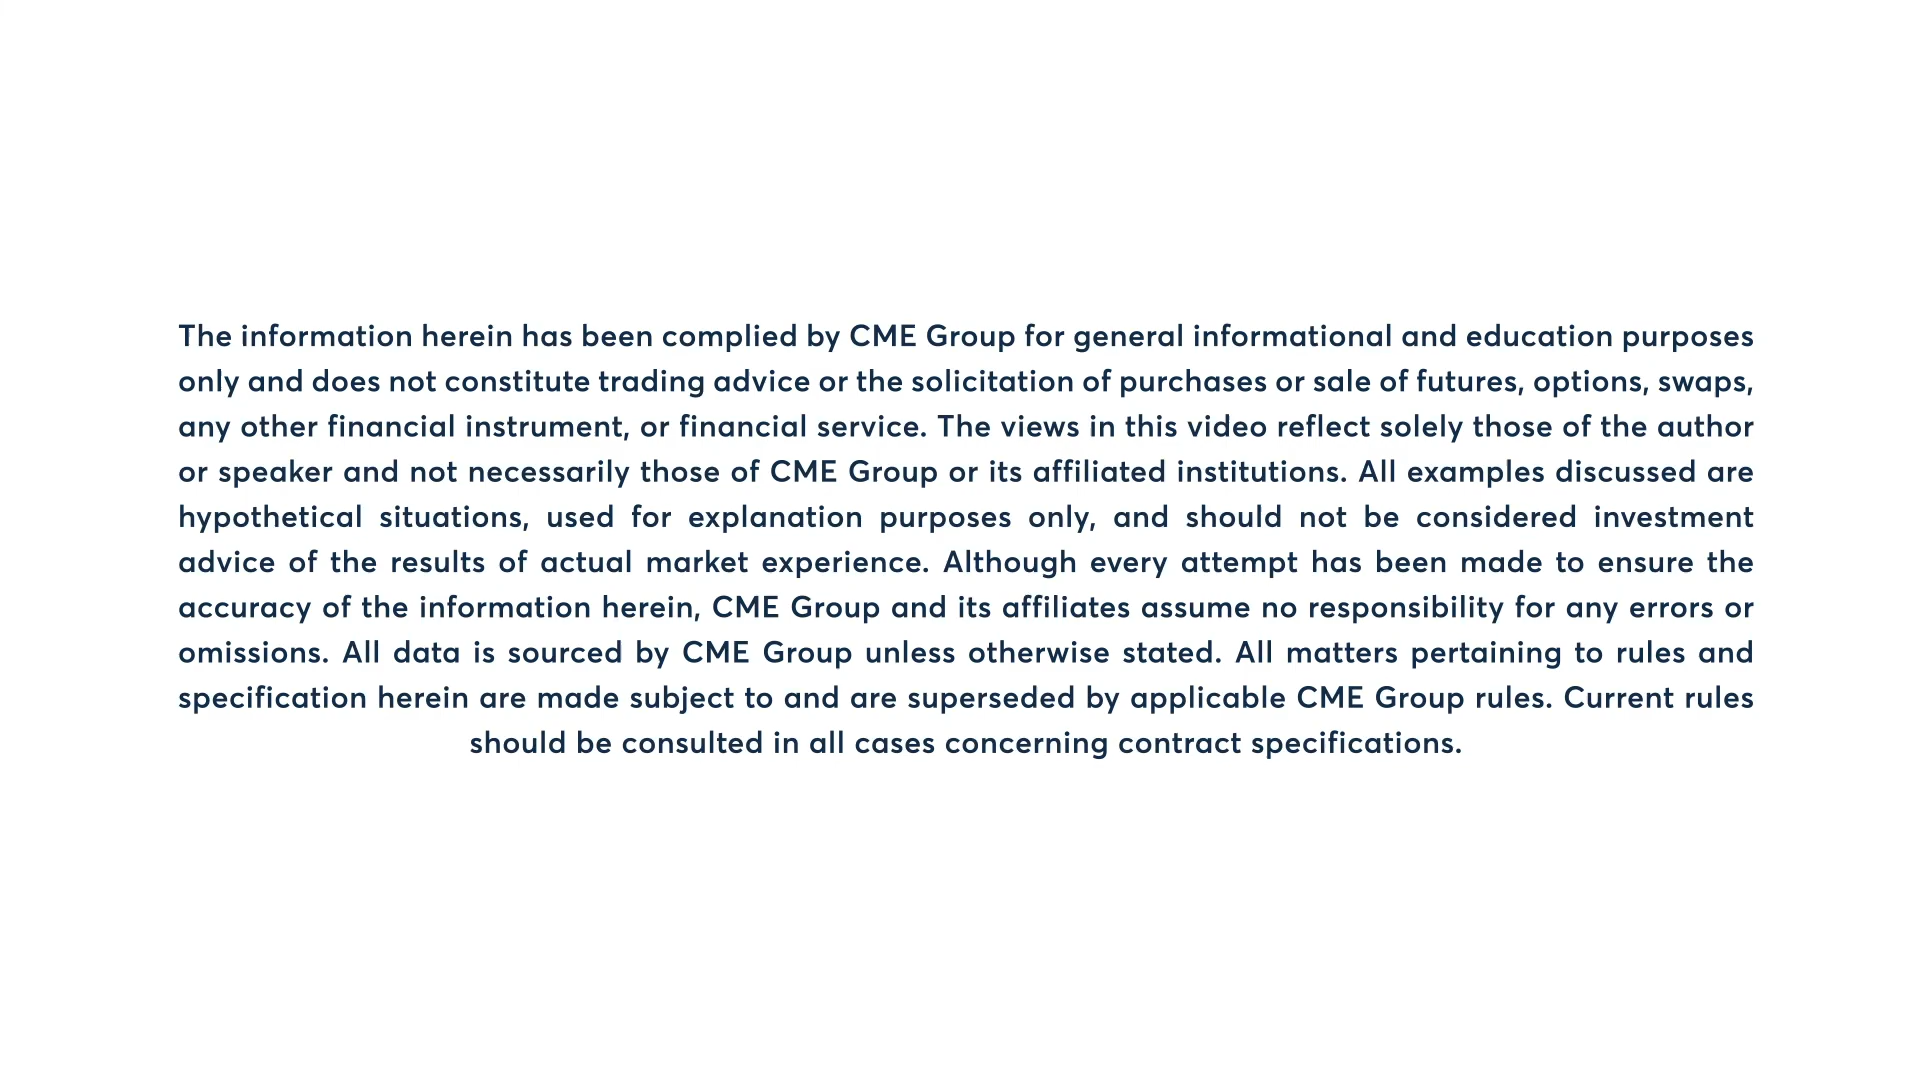 The information herein has been complied by CME Group for general informational and education purposes
only and does not constitute trading advice or the solicitation of purchases or sale of futures, options, swaps,
any other financial instrument, or financial service. The views in this video reflect solely those of the author
or speaker and not necessarily those of CME Group or its affiliated institutions. All examples discussed are
hypothetical situations, used for explanation purposes only, and should not be considered investment
advice of the results of actual market experience. Although every attempt has been made to ensure the
accuracy of the information herein, CME Group and its affiliates assume no responsibility for any errors or
omissions. All data is sourced by CME Group unless otherwise stated. All matters pertaining to rules and
specification herein are made subject to and are superseded by applicable CME Group rules. Current rules
should be consulted in all cases concerning contract specifications.